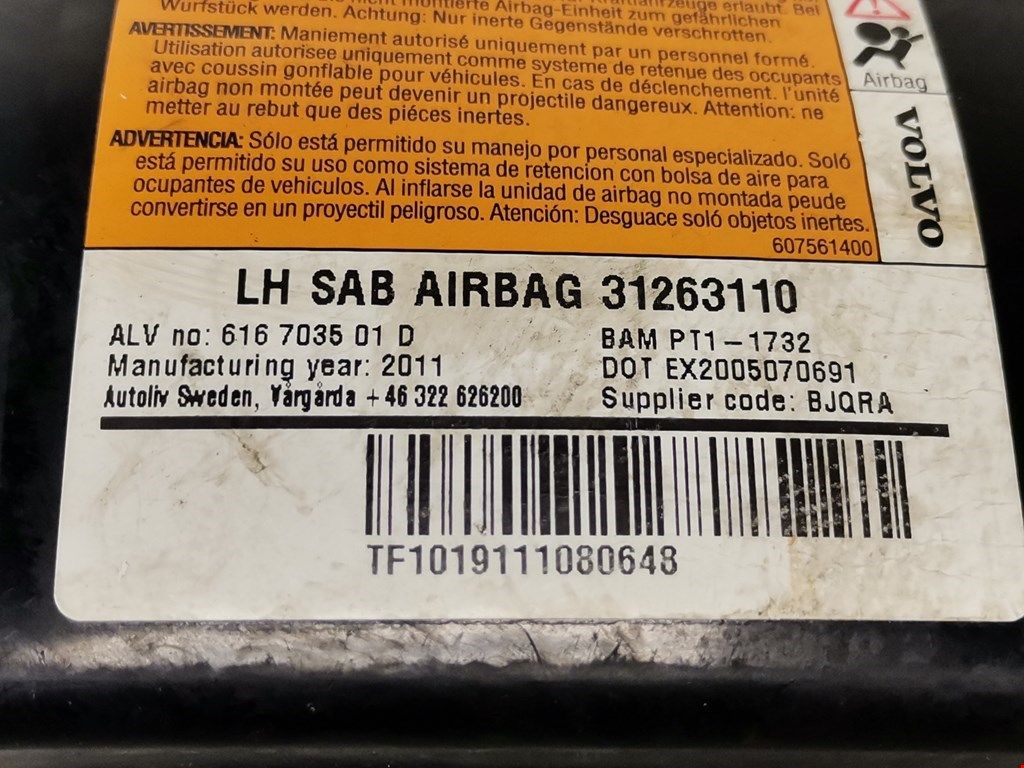 montierte Airbag-Einheit zum gefährlichen
Wurfstück werden. Achtung: Nur inerte Gegenstände verschrotten.
AVERTISSEMENT: Maniement autorisé uniquement par un personnel formé.
Utilisation autorisee uniquement comme systeme de retenue des occupants
avec coussin gonflable pour véhicules. En cas de déclenchement. l'unité
airbag non montée peut devenir un projectile dangereux. Attention: ne
metter au rebut que des piéces inertes.
ADVERTENCIA: Sólo está permitido su manejo por personal especializado. Soló
está permitido su uso como sistema de retencion con bolsa de aire para
ocupantes de vehiculos. Al inflarse la unidad de airbag no montada peude
convertirse en un proyectil peligroso. Atención: Desguace soló objetos inertes.
607561400
Airbag
VOLVO
LH SAB AIRBAG 31263110
ALV no: 616 7035 01 D
BAM PT1-1732
Manufacturing year: 2011
DOT EX2005070691
Autoliv Sweden, Vårgårda +46 322 626200
Supplier code: BJQRA
TF1019111080648